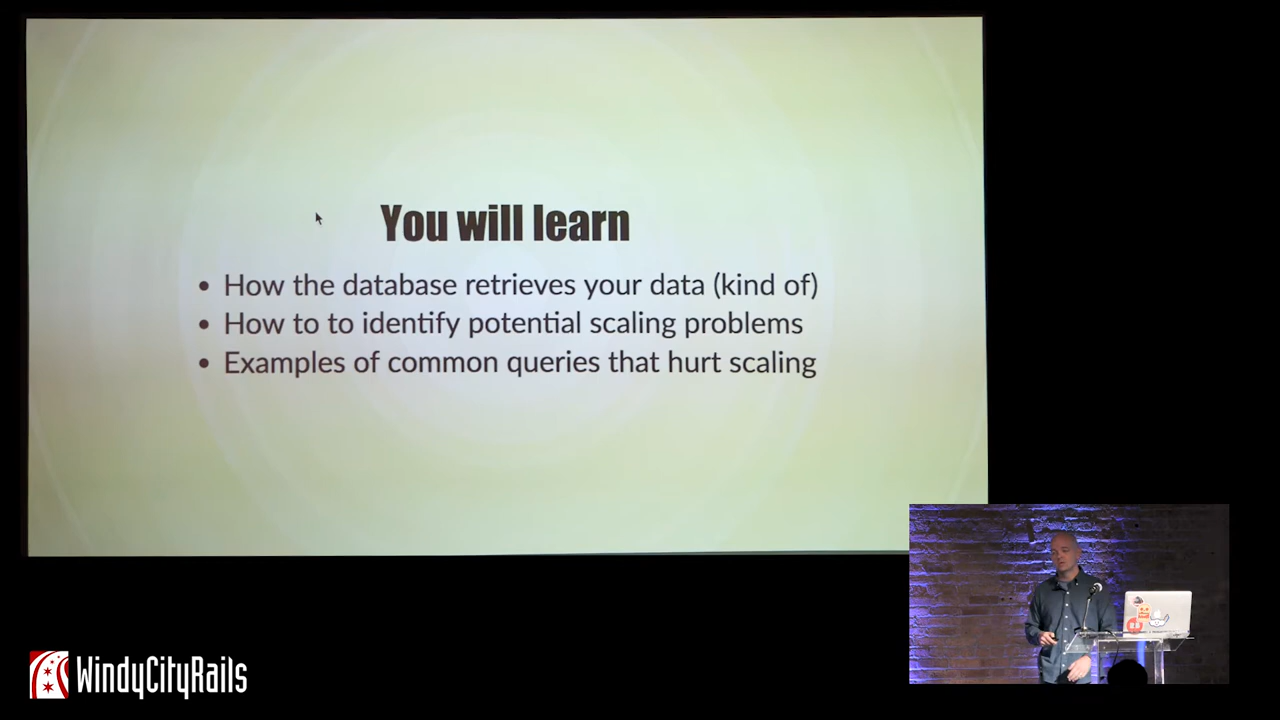 You will learn
• How the database retrieves your data (kind of)
• How to to identify potential scaling problems
• Examples of common queries that hurt scaling
WindyCityRails